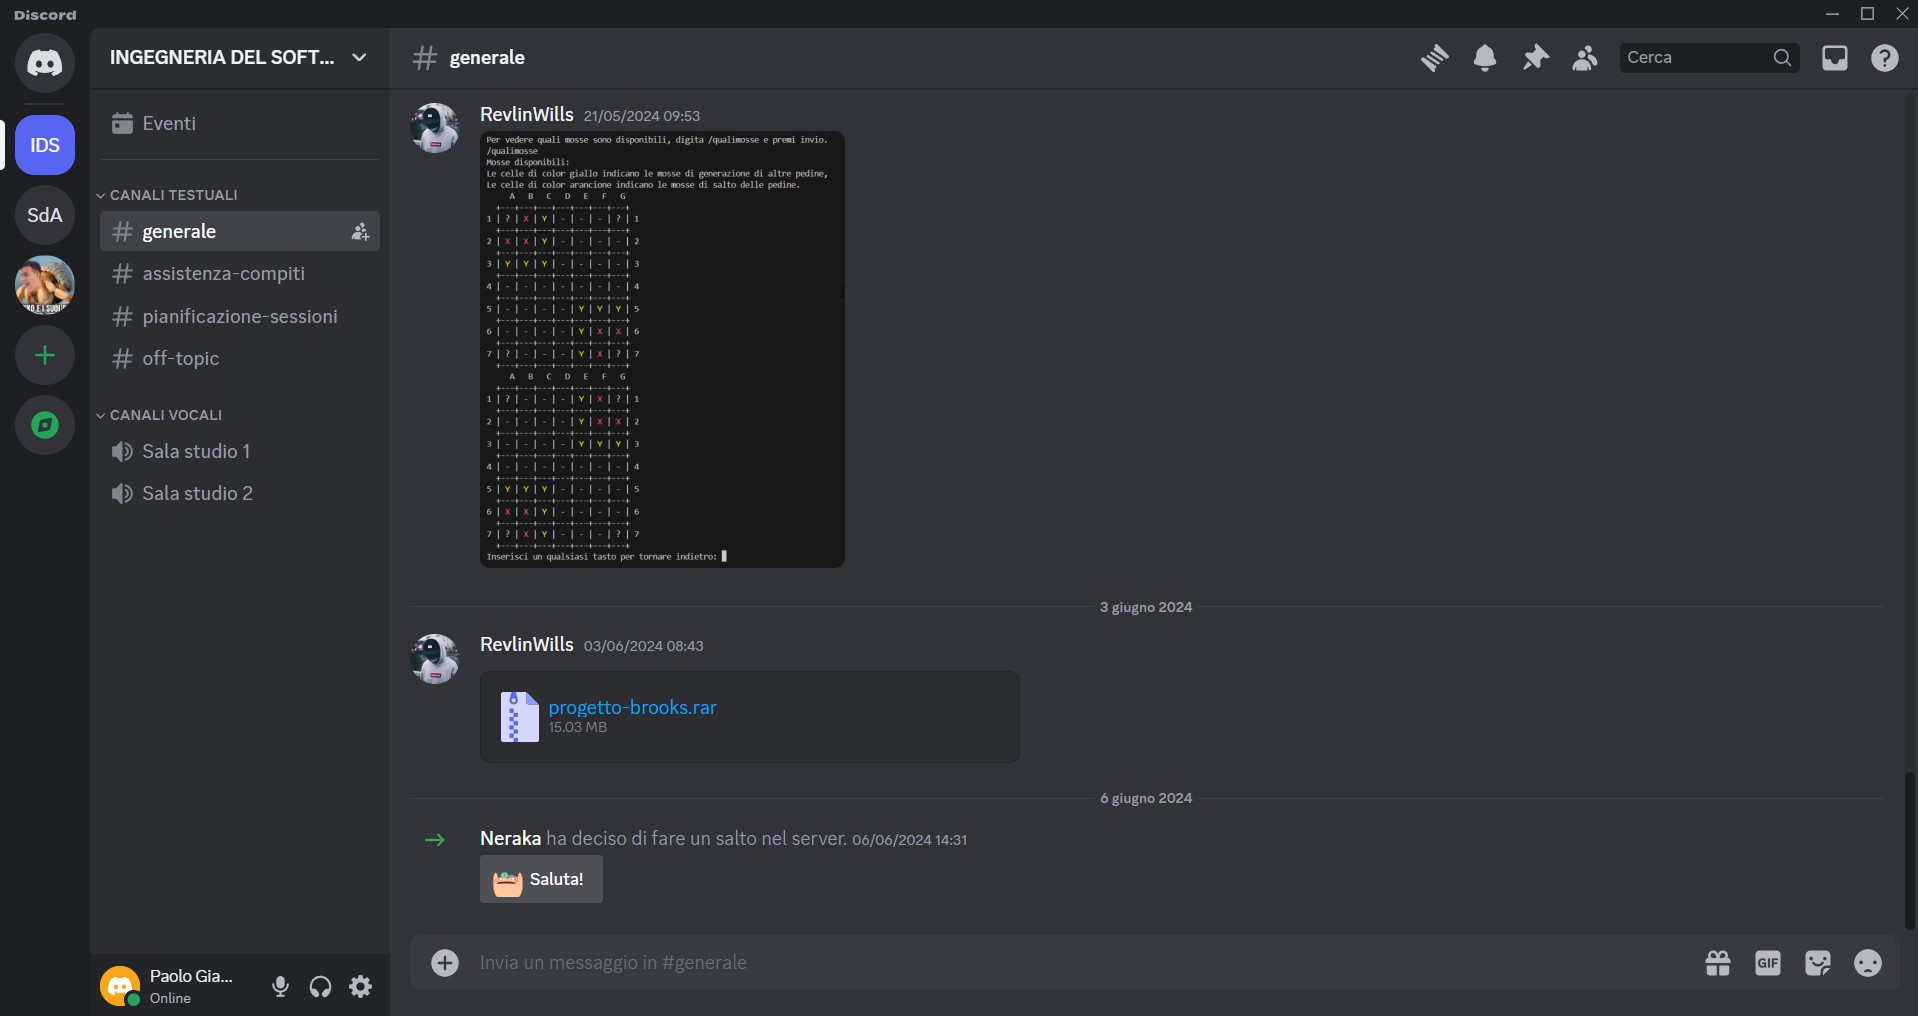 Discord
INGEGNERIA DEL SOFT...
Eventi
CANALI TESTUALI
generale
assistenza-compiti
pianificazione-sessioni
off-topic
CANALI VOCALI
Sala studio 1
Sala studio 2
IDS
SdA
Paolo Gia...
Online
# generale
Cerca
RevlinWills 21/05/2024 09:53
Per vedere quali mosse sono disponibili, digita /qualimosse e premi invio.
/qualimosse
Mosse disponibili:
Le celle di color giallo indicano le mosse di generazione di altre pedine,
Le celle di color arancione indicano le mosse di salto delle pedine.
A B C D E F G
+---+---+---+---+---+---+---+
1 | ? | X | Y | - | - | - | ? | 1
+---+---+---+---+---+---+---+
2 | X | X | Y | - | - | - | - | 2
+---+---+---+---+---+---+---+
3 | Y | Y | Y | - | - | - | - | 3
+---+---+---+---+---+---+---+
4 | - | - | - | - | - | - | - | 4
+---+---+---+---+---+---+---+
5 | - | - | - | - | Y | Y | Y | 5
+---+---+---+---+---+---+---+
6 | - | - | - | - | Y | X | X | 6
+---+---+---+---+---+---+---+
7 | ? | - | - | - | Y | X | ? | 7
+---+---+---+---+---+---+---+
A B C D E F G
+---+---+---+---+---+---+---+
1 | ? | - | - | - | Y | X | ? | 1
+---+---+---+---+---+---+---+
2 | - | - | - | - | Y | X | X | 2
+---+---+---+---+---+---+---+
3 | - | - | - | - | Y | Y | Y | 3
+---+---+---+---+---+---+---+
4 | - | - | - | - | - | - | - | 4
+---+---+---+---+---+---+---+
5 | Y | Y | Y | - | - | - | - | 5
+---+---+---+---+---+---+---+
6 | X | X | Y | - | - | - | - | 6
+---+---+---+---+---+---+---+
7 | ? | X | Y | - | - | - | ? | 7
+---+---+---+---+---+---+---+
Inserisci un qualsiasi tasto per tornare indietro:
3 giugno 2024
RevlinWills 03/06/2024 08:43
progetto-brooks.rar
15.03 MB
6 giugno 2024
Neraka ha deciso di fare un salto nel server. 06/06/2024 14:31
Saluta!
Invia un messaggio in #generale
GIF